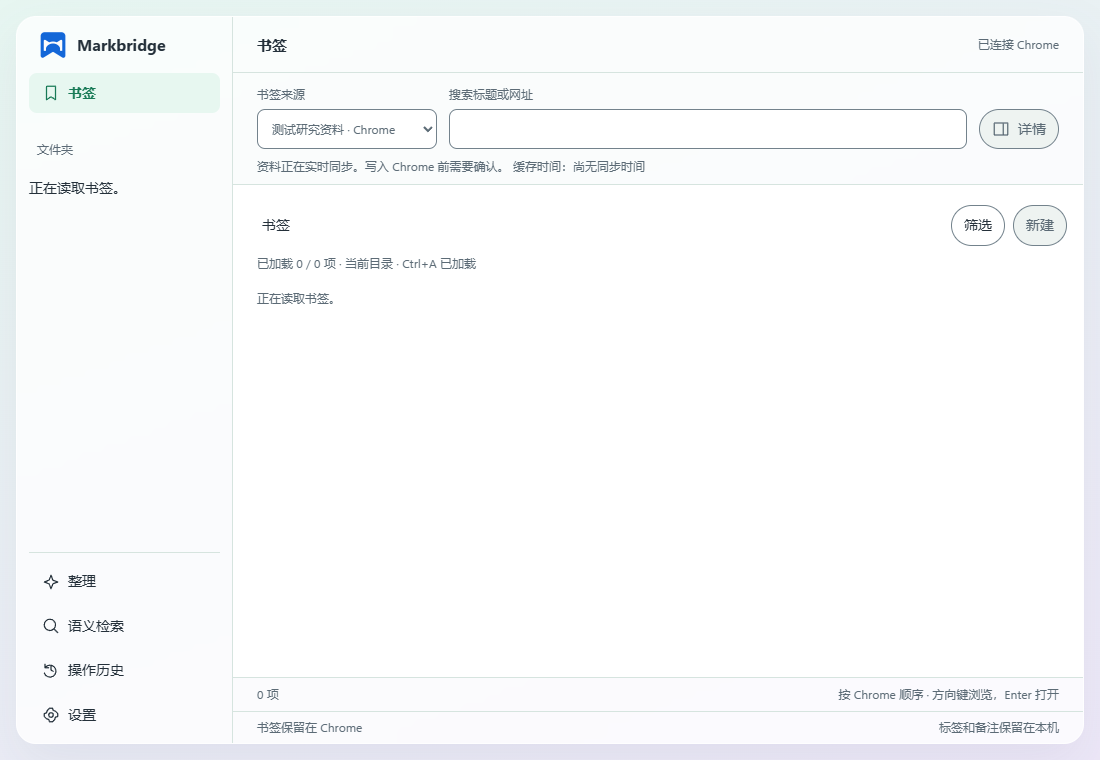 Markbridge
书签
文件夹
正在读取书签。
整理
语义检索
操作历史
设置
书签
已连接 Chrome
书签来源
搜索标题或网址
测试研究资料 · Chrome
详情
资料正在实时同步。写入 Chrome 前需要确认。 缓存时间：尚无同步时间
书签
筛选
新建
已加载 0 / 0 项 · 当前目录 · Ctrl+A 已加载
正在读取书签。
0 项
按 Chrome 顺序 · 方向键浏览，Enter 打开
书签保留在 Chrome
标签和备注保留在本机